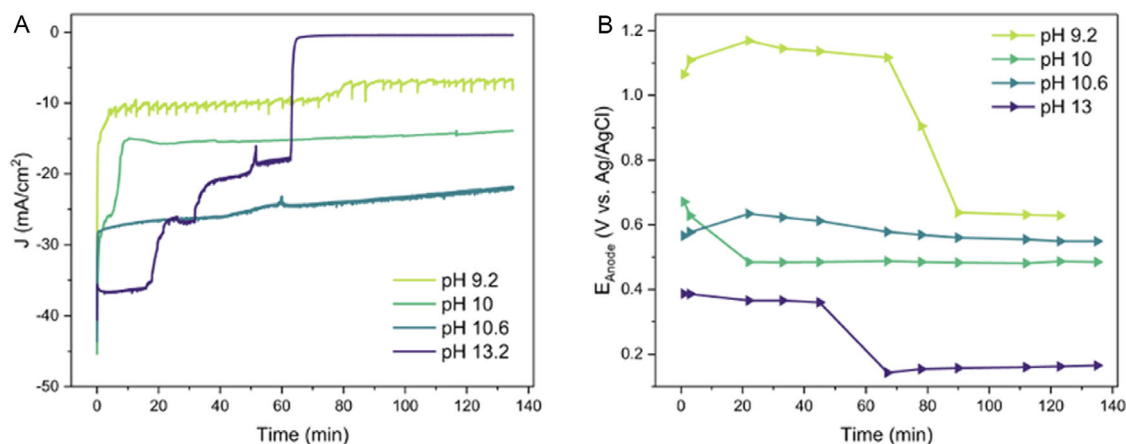 A
0
-10
-20
-30
-40
-50
J (mA/cm²)
0 20 40 60 80 100 120 140
Time (min)
pH 9.2
pH 10
pH 10.6
pH 13.2
B
1.2
1.0
0.8
0.6
0.4
0.2
E_Anode (V vs. Ag/AgCl)
0 20 40 60 80 100 120 140
Time (min)
pH 9.2
pH 10
pH 10.6
pH 13